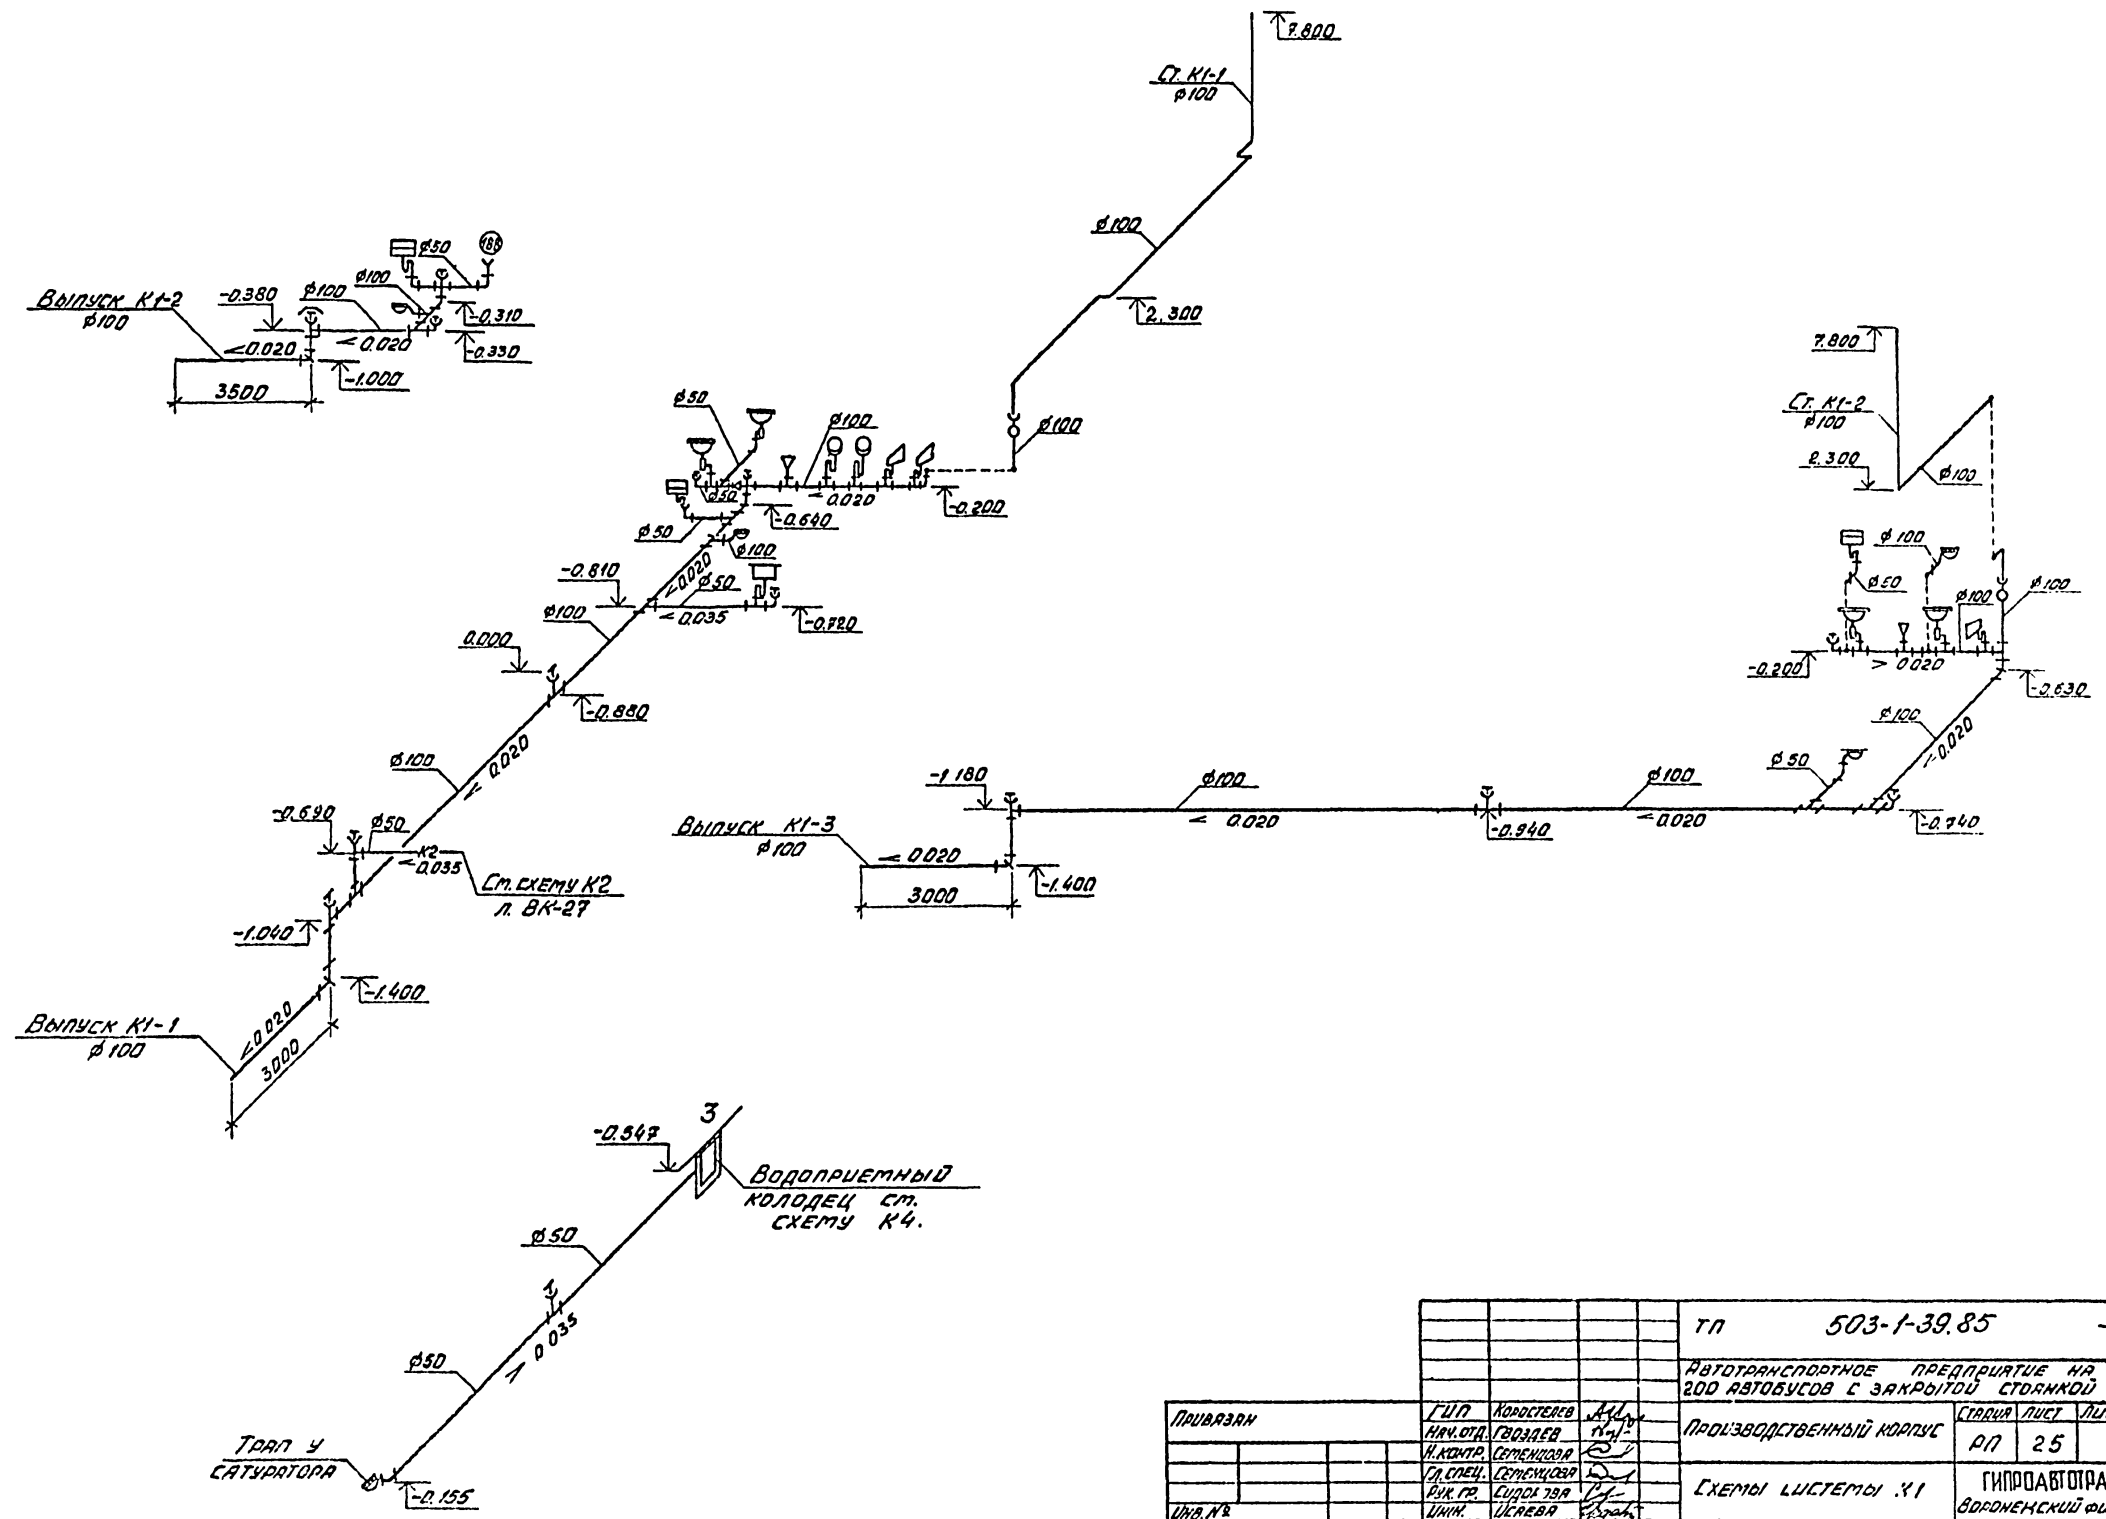 7.800
Ст. К1-1
ф100
ф100
2.300
ф50
188
Выпуск К1-2
ф100
-0.380
ф100
ф100
-0.310
-0.330
<0.020
<0.020
-1.000
3500
ф50
ф100
ф100
ф50
< 0.020
-0.200
-0.640
ф50
ф100
<0.020
-0.810
ф50
< 0.035
-0.720
ф100
0.000
-0.880
ф100
< 0.020
-0.690
ф50
К2
<0.035
См. схему К2
л. ВК-27
-1.040
-1.400
Выпуск К1-1
ф100
<0.020
3000
7.800
Ст. К1-2
ф100
2.300
ф100
ф100
ф50
ф100
ф100
-0.200
> 0.020
-0.630
ф100
<0.020
ф50
-1.180
ф100
ф100
< 0.020
-0.940
< 0.020
-0.740
Выпуск К1-3
ф100
< 0.020
3000
-1.400
3
-0.547
Водоприемный
колодец см.
схему К4.
ф50
0.035
ф50
Трап у
сатуратора
-0.155
ТП 503-1-39.85 -
Автотранспортное предприятие на
200 автобусов с закрытой стоянкой
Привязан
ГИП Коростелев
Нач. отд. Гвоздев
Н. контр. Семенцова
Гл. спец. Семенцова
Рук. гр.
Инж. Исаева
Инв. №
Производственный корпус
Стадия Лист
РП 25
Схемы системы К1
ГИПРОАВТОТРА
Воронежский фи